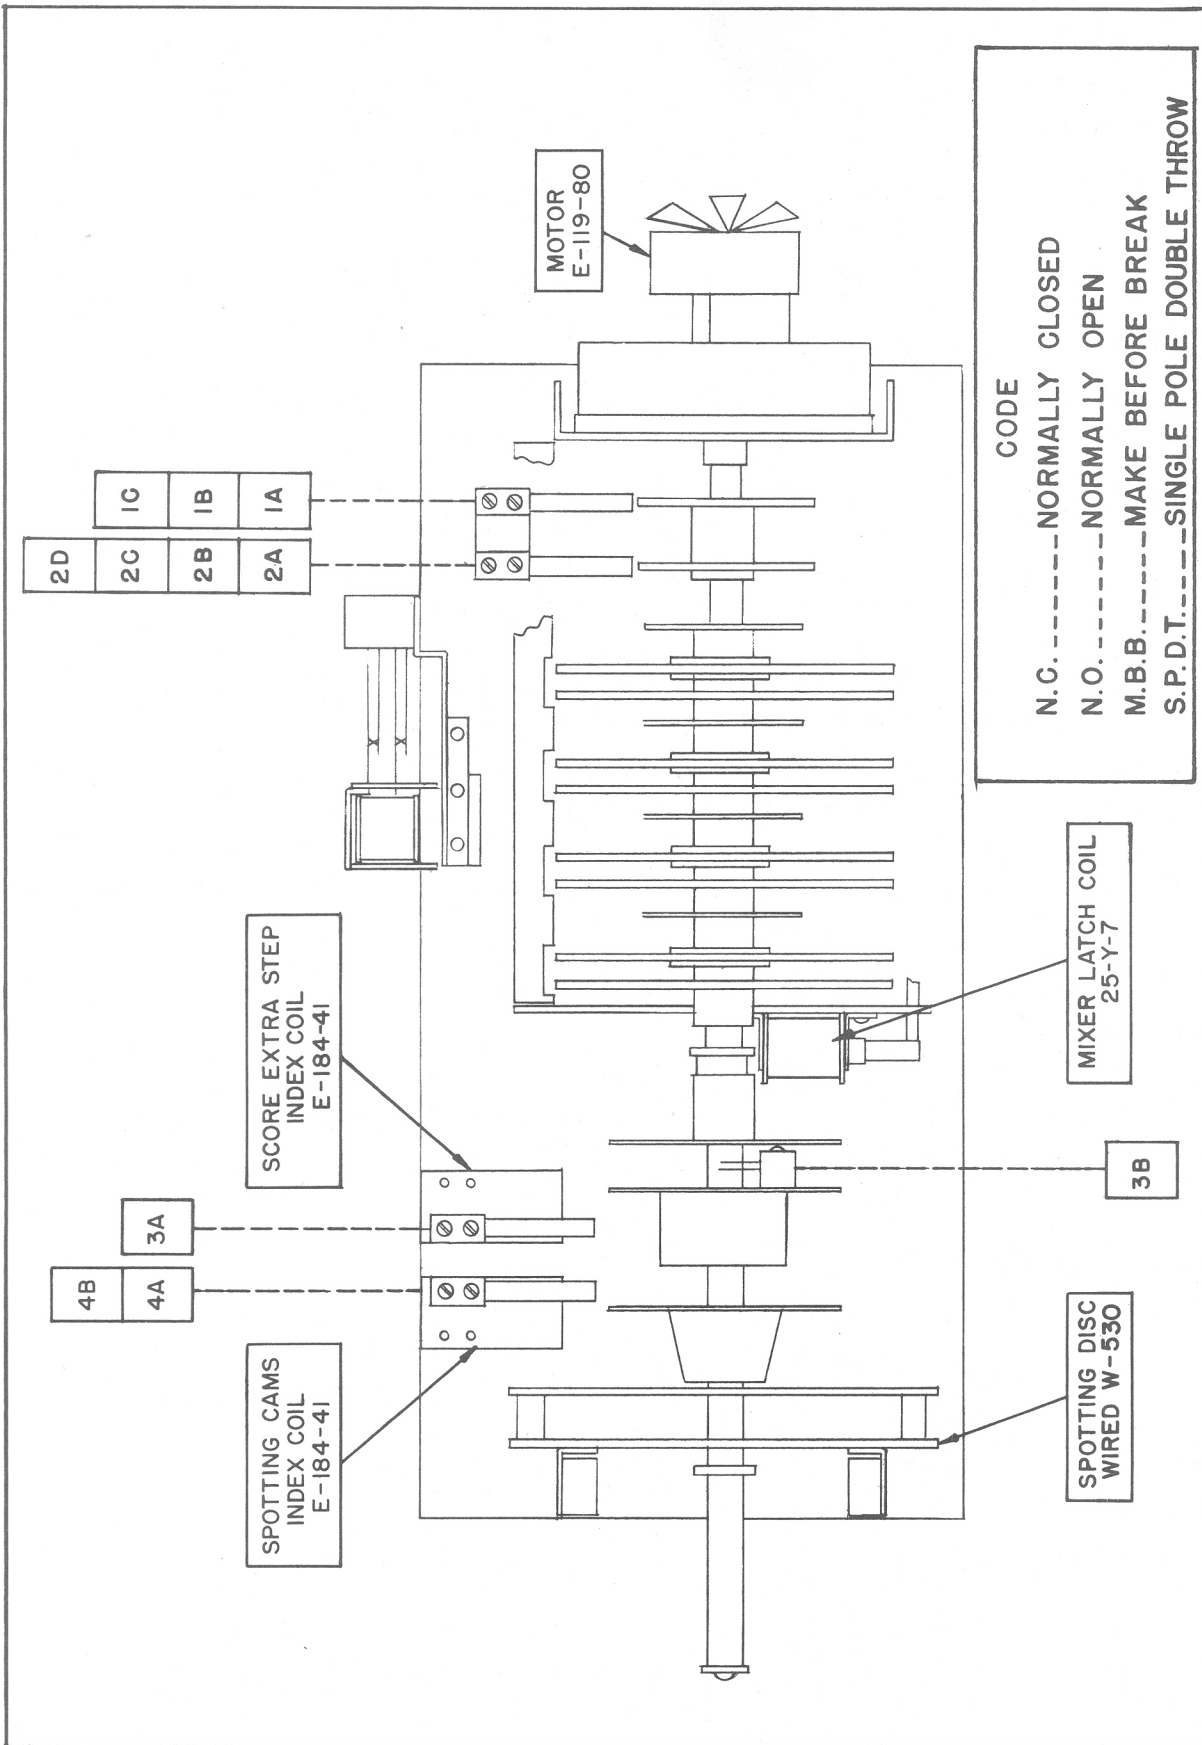 2D
2C
2B
2A
1C
1B
1A
MOTOR
E-119-80
4B
4A
3A
SPOTTING CAMS
INDEX COIL
E-184-41
SCORE EXTRA STEP
INDEX COIL
E-184-41
SPOTTING DISC
WIRED W-530
3B
MIXER LATCH COIL
25-Y-7
CODE
N.C.------NORMALLY CLOSED
N.O.------NORMALLY OPEN
M.B.B.-----MAKE BEFORE BREAK
S.P.D.T.----SINGLE POLE DOUBLE THROW